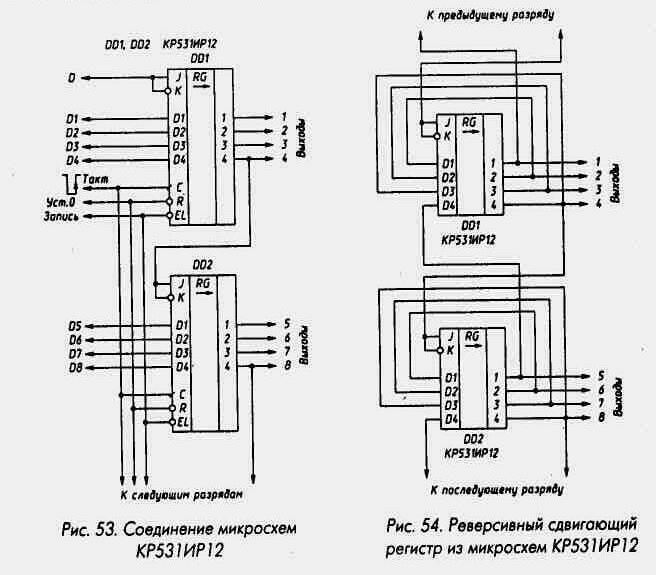 DD1, DD2 КР531ИР12
DD1
D
J RG
K
D1 D1 1 1
D2 D2 2 2
D3 D3 3 3
D4 D4 4 4
Выходы
Такт C
Уст.0 R
Запись EL
DD2
J RG
K
D5 D1 1 5
D6 D2 2 6
D7 D3 3 7
D8 D4 4 8
Выходы
C
R
EL
К следующим разрядам
Рис. 53. Соединение микросхем
КР531ИР12
К предыдущему разряду
J RG
K
D1 1 1
D2 2 2
D3 3 3
D4 4 4
Выходы
DD1
КР531ИР12
J RG
K
D1 1 5
D2 2 6
D3 3 7
D4 4 8
Выходы
DD2
КР531ИР12
К последующему разряду
Рис. 54. Реверсивный сдвигающий
регистр из микросхем КР531ИР12